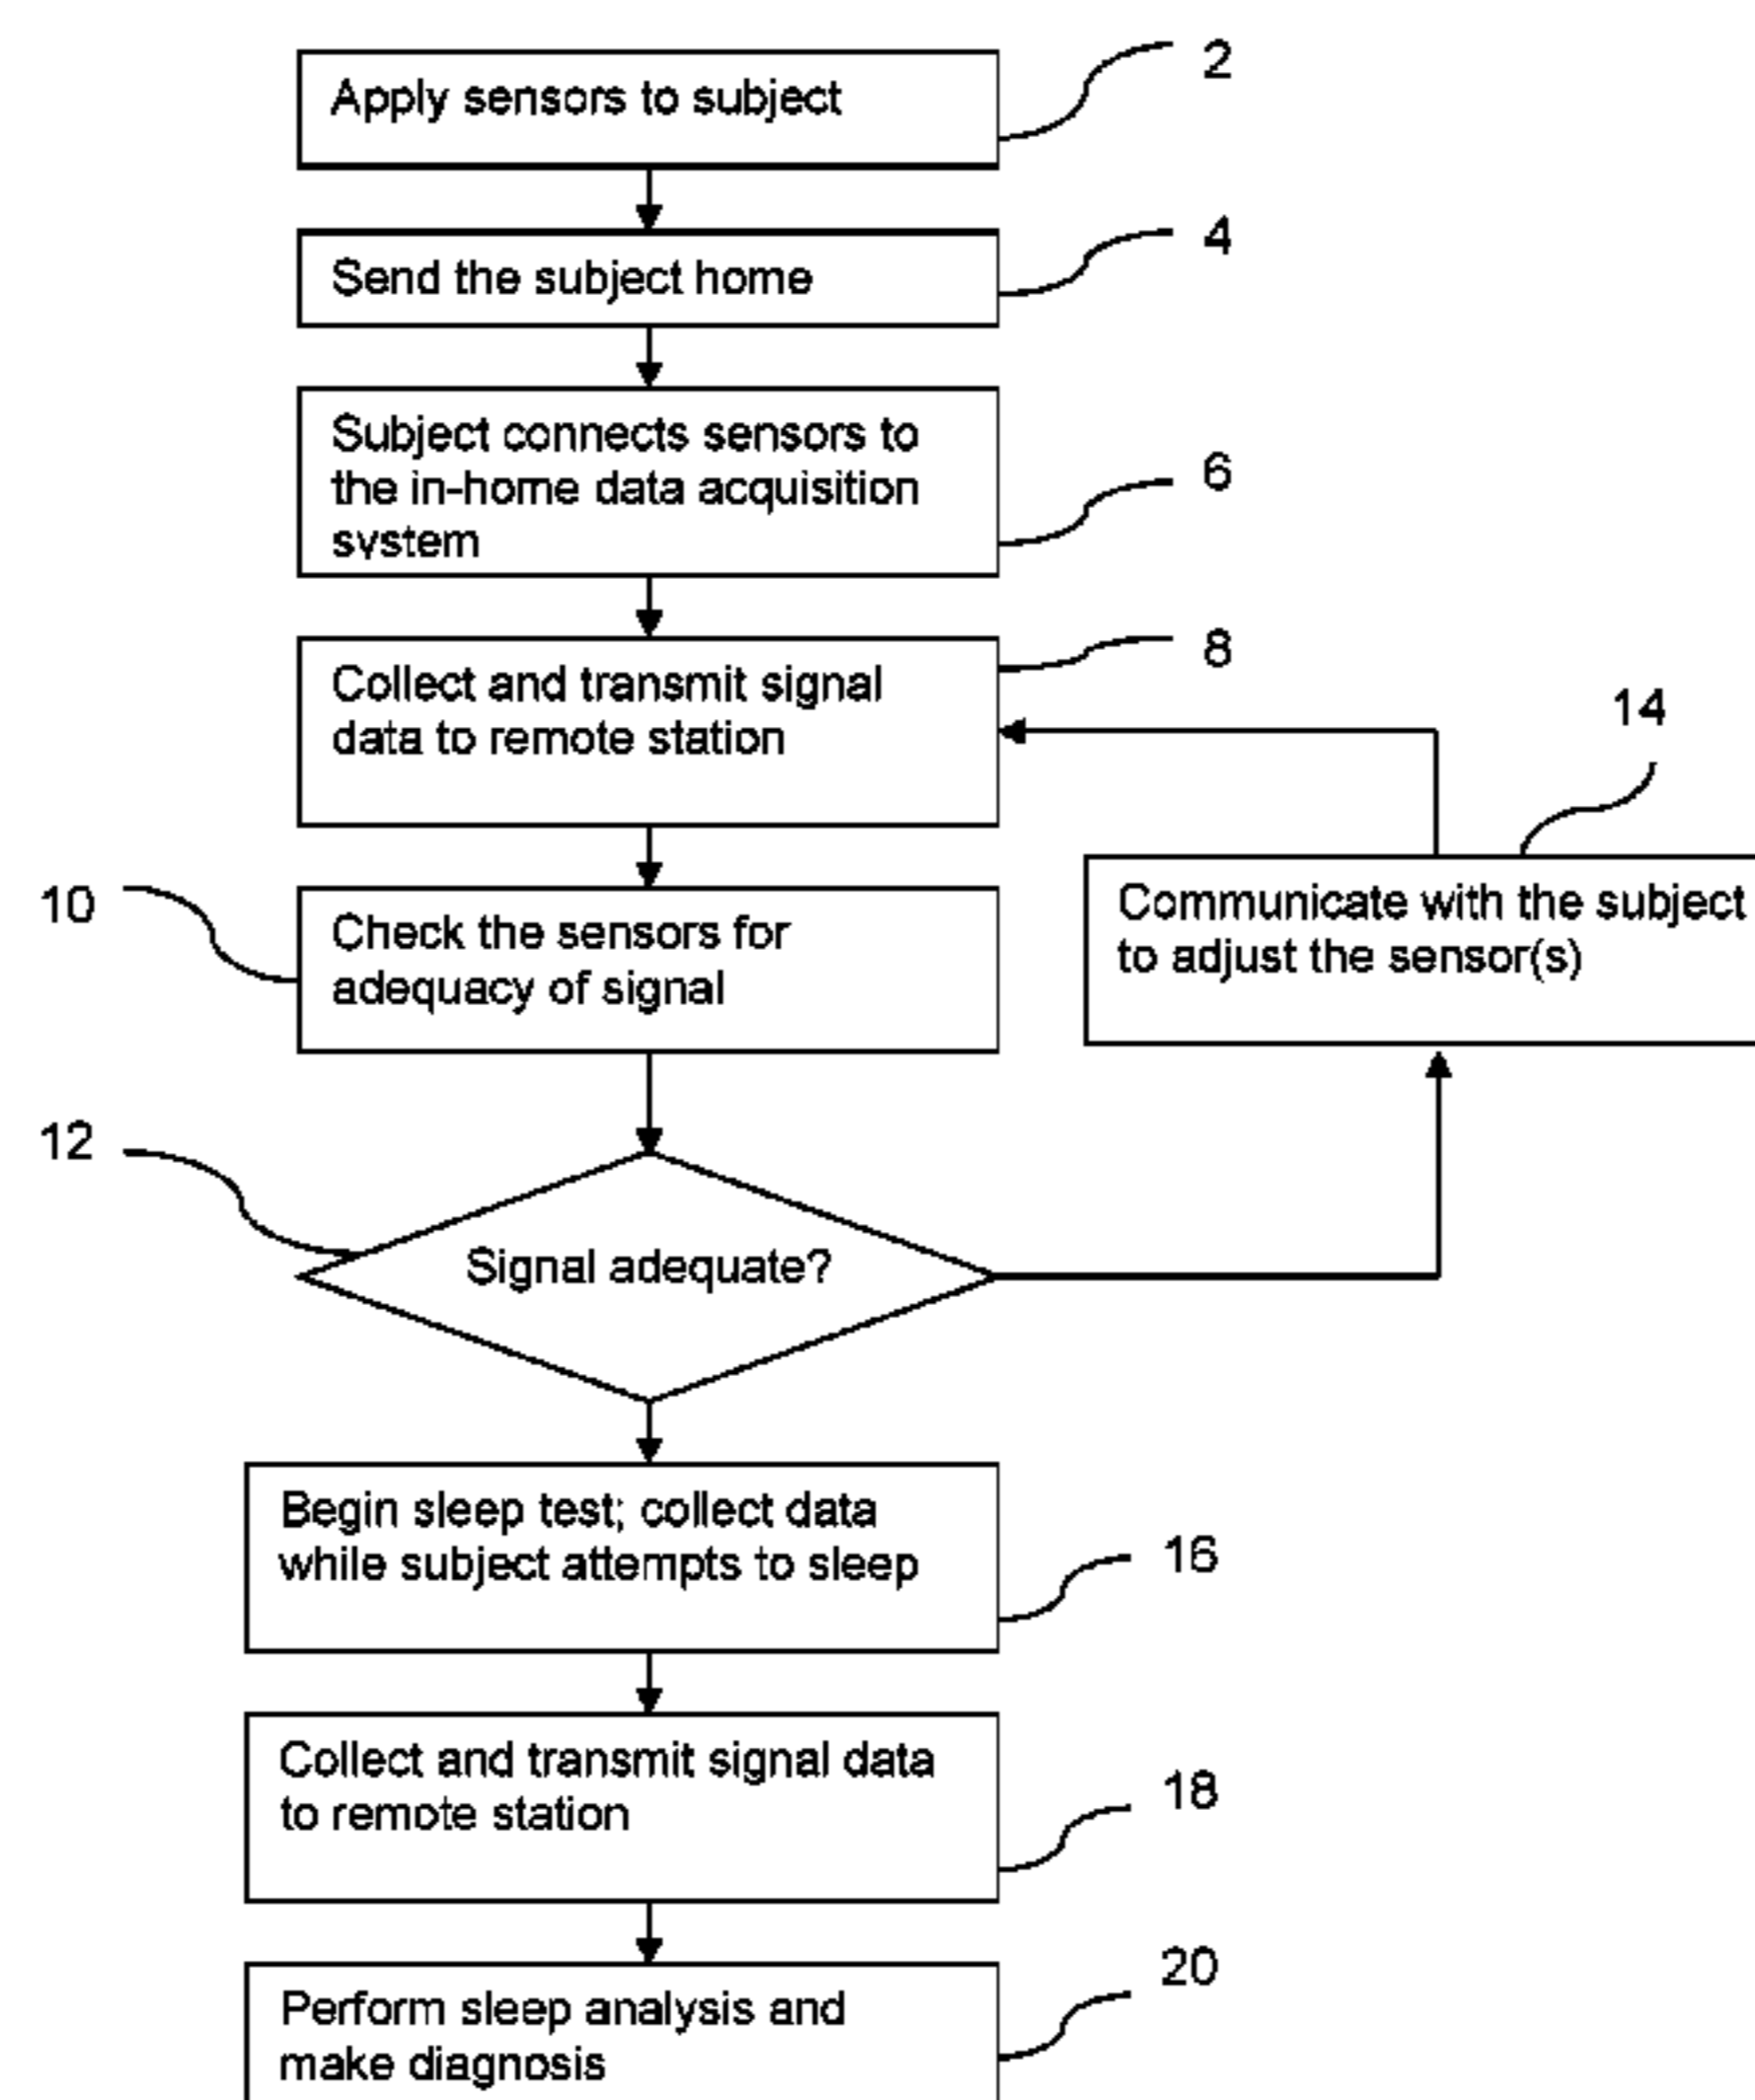 Apply sensors to subject
2
Send the subject home
4
Subject connects sensors to
the in-home data acquisition
system
6
Collect and transmit signal
data to remote station
8
14
Communicate with the subject
to adjust the sensor(s)
10
Check the sensors for
adequacy of signal
12
Signal adequate?
Begin sleep test; collect data
while subject attempts to sleep
16
Collect and transmit signal data
to remote station
18
Perform sleep analysis and
make diagnosis
20